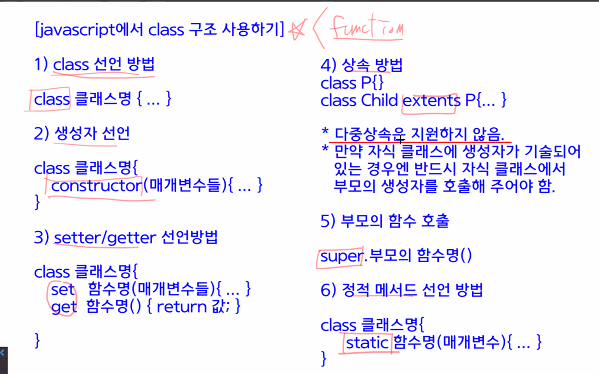 [javascript에서 class 구조 사용하기] ☆ < function
1) class 선언 방법
class 클래스명 { ... }
2) 생성자 선언
class 클래스명{
constructor(매개변수들){ ... }
}
3) setter/getter 선언방법
class 클래스명{
set 함수명(매개변수들){ ... }
get 함수명() { return 값; }
}
4) 상속 방법
class P{}
class Child extents P{... }
* 다중상속은 지원하지 않음.
* 만약 자식 클래스에 생성자가 기술되어
있는 경우엔 반드시 자식 클래스에서
부모의 생성자를 호출해 주어야 함.
5) 부모의 함수 호출
super.부모의 함수명()
6) 정적 메서드 선언 방법
class 클래스명{
static 함수명(매개변수){ ... }
}